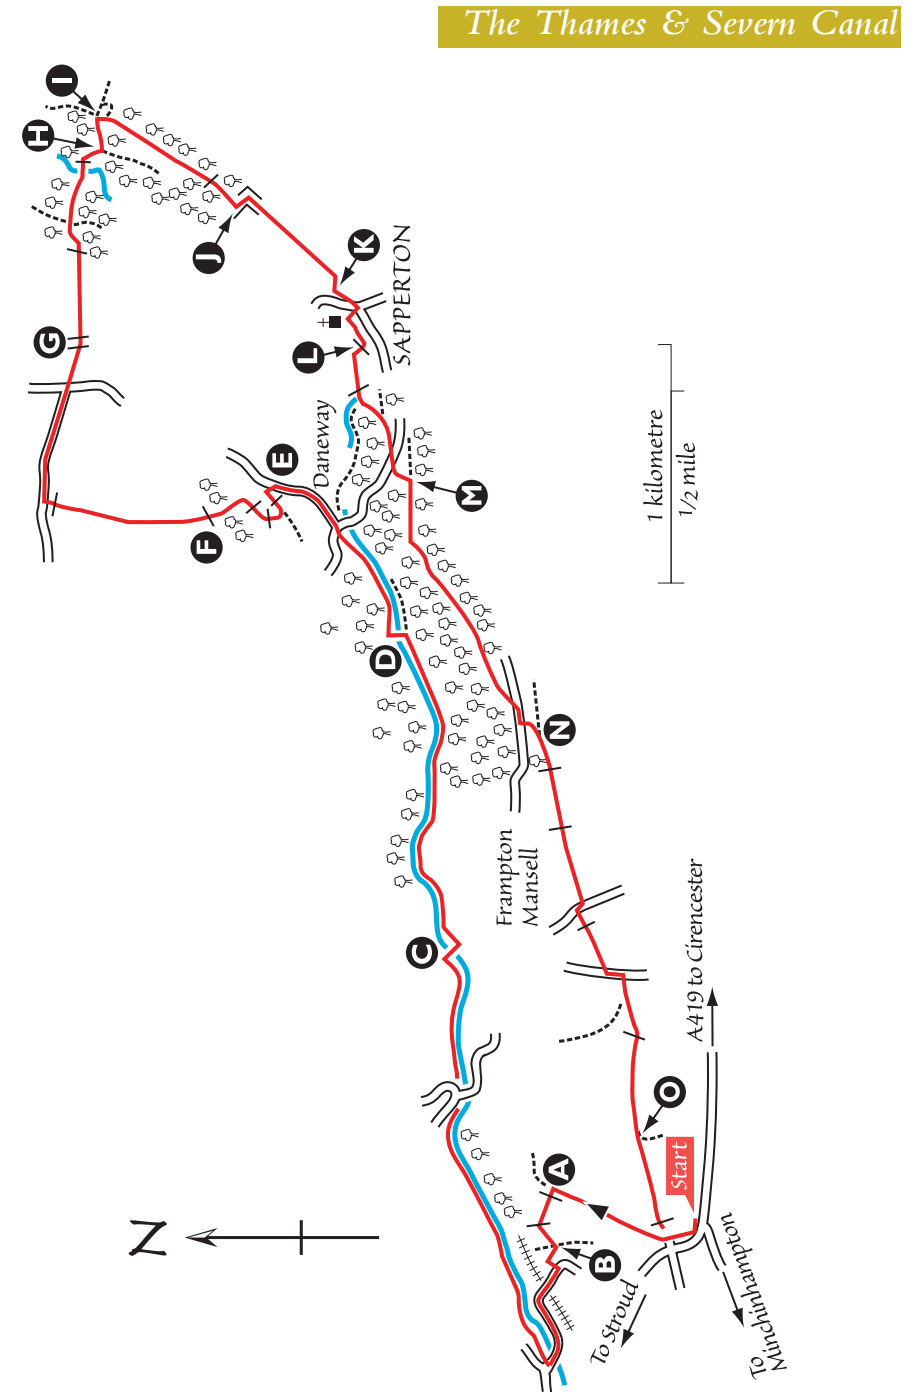 The Thames & Severn Canal
I
H
J
K
SAPPERTON
G
L
Daneway
E
M
F
1 kilometre
1/2 mile
D
N
Frampton
Mansell
C
A419 to Cirencester
O
Start
A
B
N
To Stroud
To
Minchinhampton